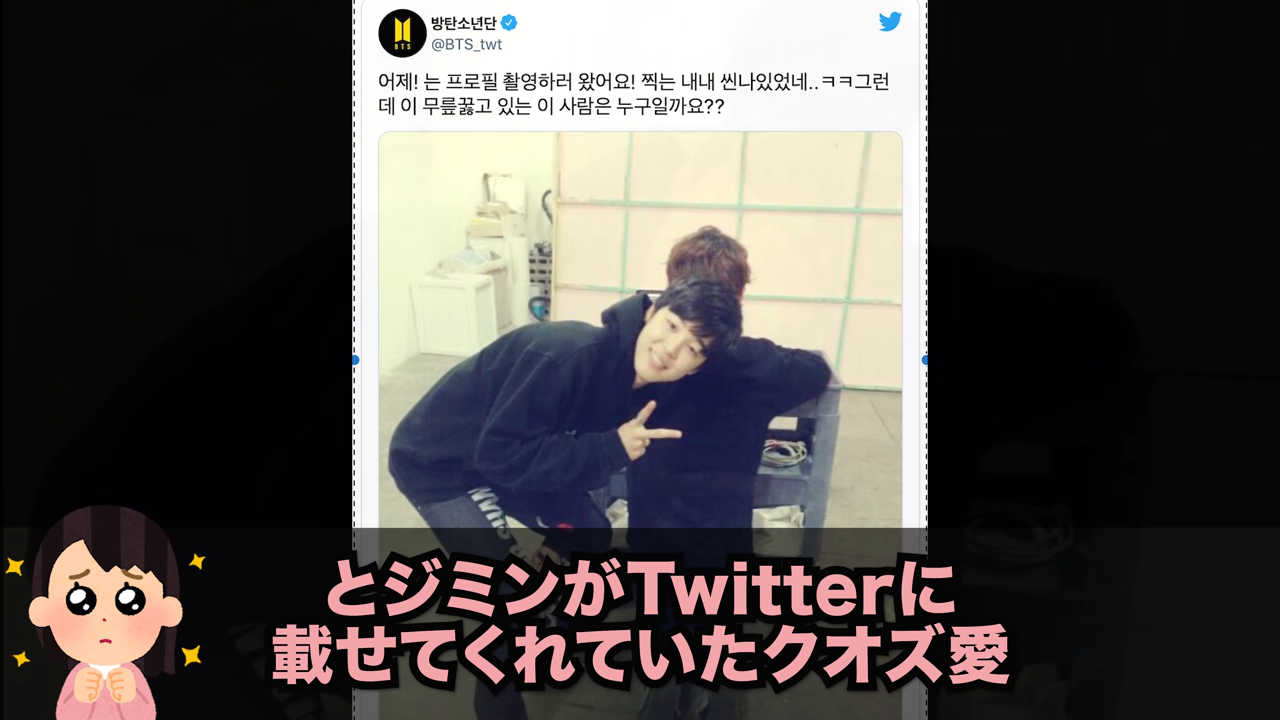 방탄소년단
@BTS_twt
BTS
어제! 는 프로필 촬영하러 왔어요! 찍는 내내 씐나있었네..ㅋㅋ그런
데 이 무릎꿇고 있는 이 사람은 누구일까요??
とジミンがTwitterに
載せてくれていたクオズ愛